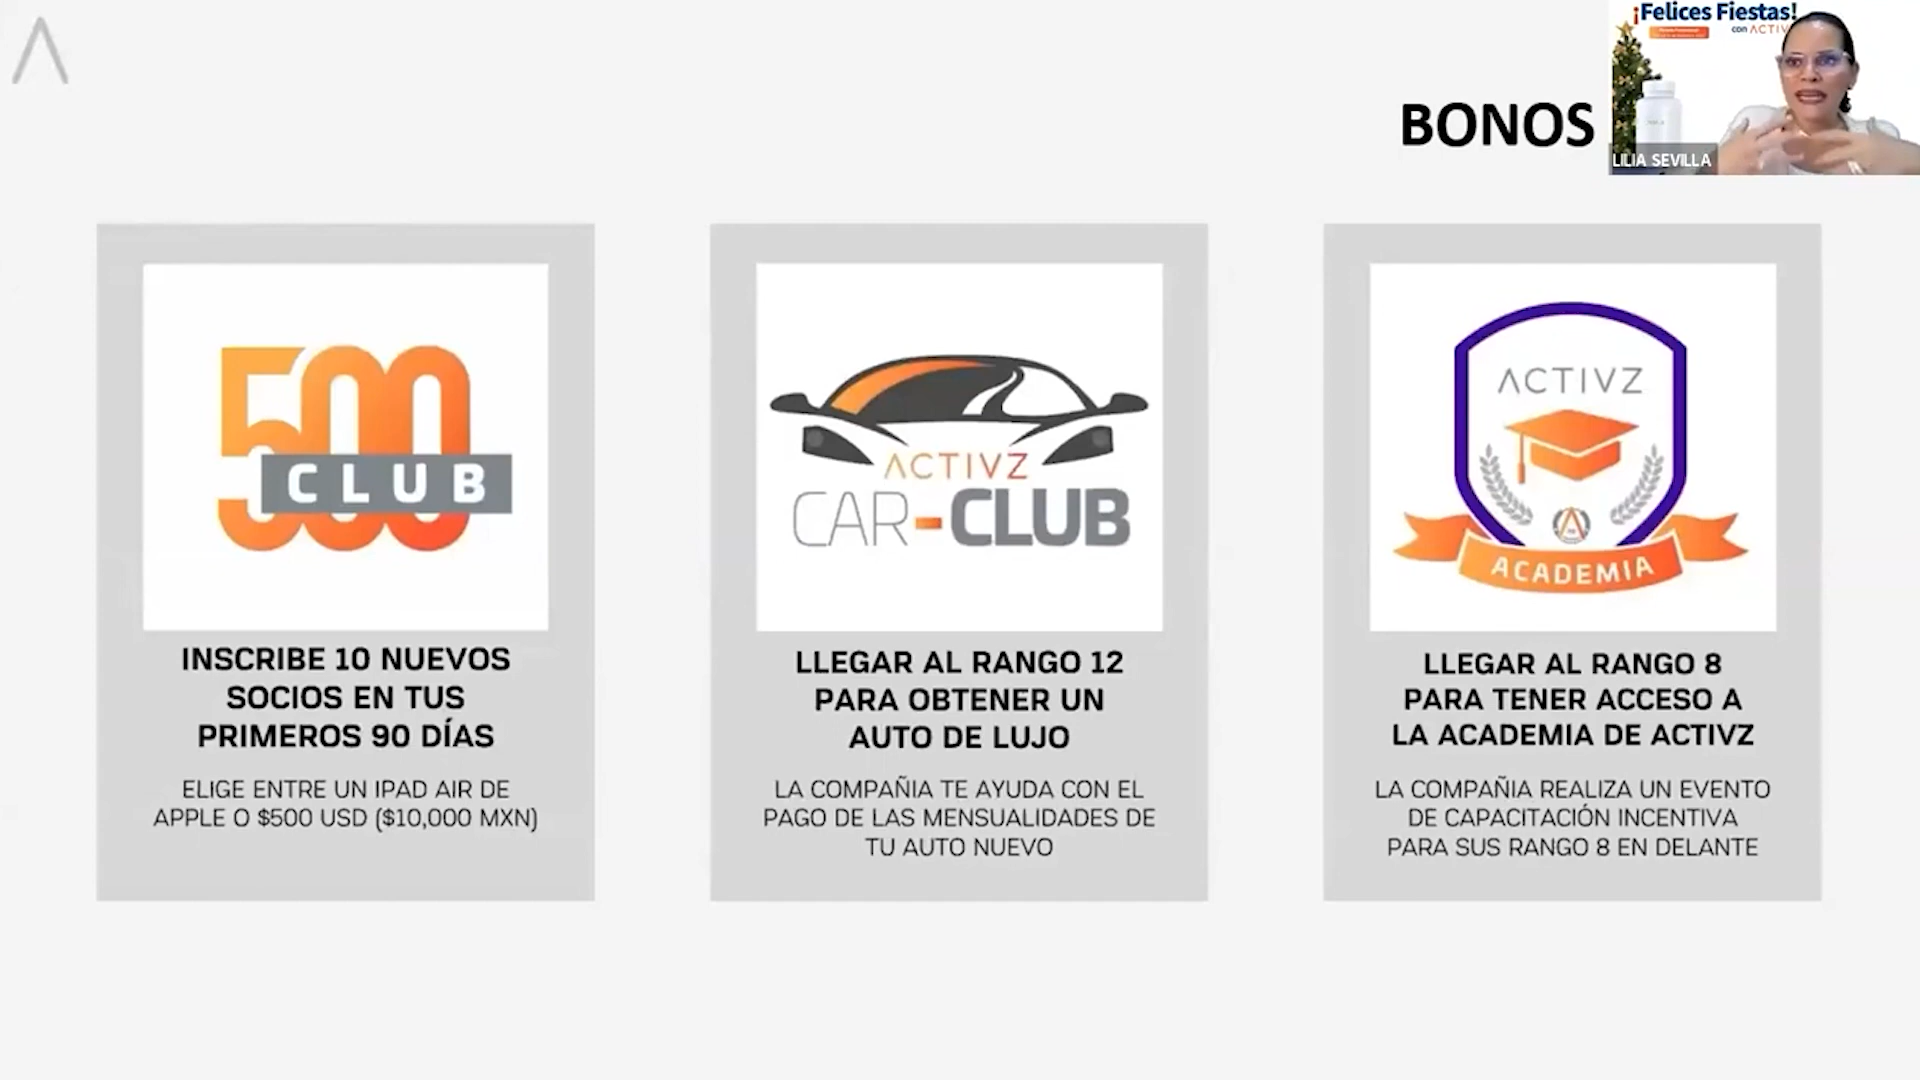 ¡Felices Fiestas!
con ACTIV
BONOS
LILIA SEVILLA
500
CLUB
INSCRIBE 10 NUEVOS
SOCIOS EN TUS
PRIMEROS 90 DÍAS
ELIGE ENTRE UN IPAD AIR DE
APPLE O $500 USD ($10,000 MXN)
ACTIVZ
CAR-CLUB
LLEGAR AL RANGO 12
PARA OBTENER UN
AUTO DE LUJO
LA COMPAÑIA TE AYUDA CON EL
PAGO DE LAS MENSUALIDADES DE
TU AUTO NUEVO
ACTIVZ
ACADEMIA
LLEGAR AL RANGO 8
PARA TENER ACCESO A
LA ACADEMIA DE ACTIVZ
LA COMPAÑIA REALIZA UN EVENTO
DE CAPACITACIÓN INCENTIVA
PARA SUS RANGO 8 EN DELANTE